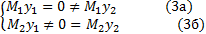 M₁y₁ = 0 ≠ M₁y₂ (3а)
M₂y₁ ≠ 0 = M₂y₂ (3б)